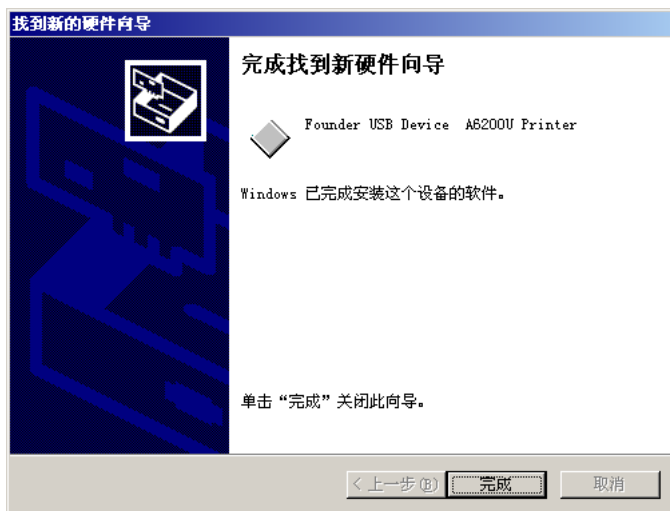 找到新的硬件向导
完成找到新硬件向导
Founder USB Device  A6200U Printer
Windows 已完成安装这个设备的软件。
单击“完成”关闭此向导。
< 上一步(B)
完成
取消